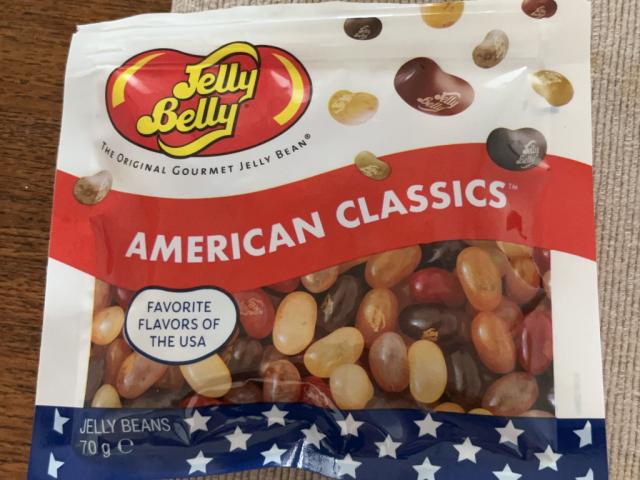 Jelly
Belly
THE ORIGINAL GOURMET JELLY BEAN®
AMERICAN CLASSICS™
FAVORITE
FLAVORS OF
THE USA
JELLY BEANS
70 g ℮